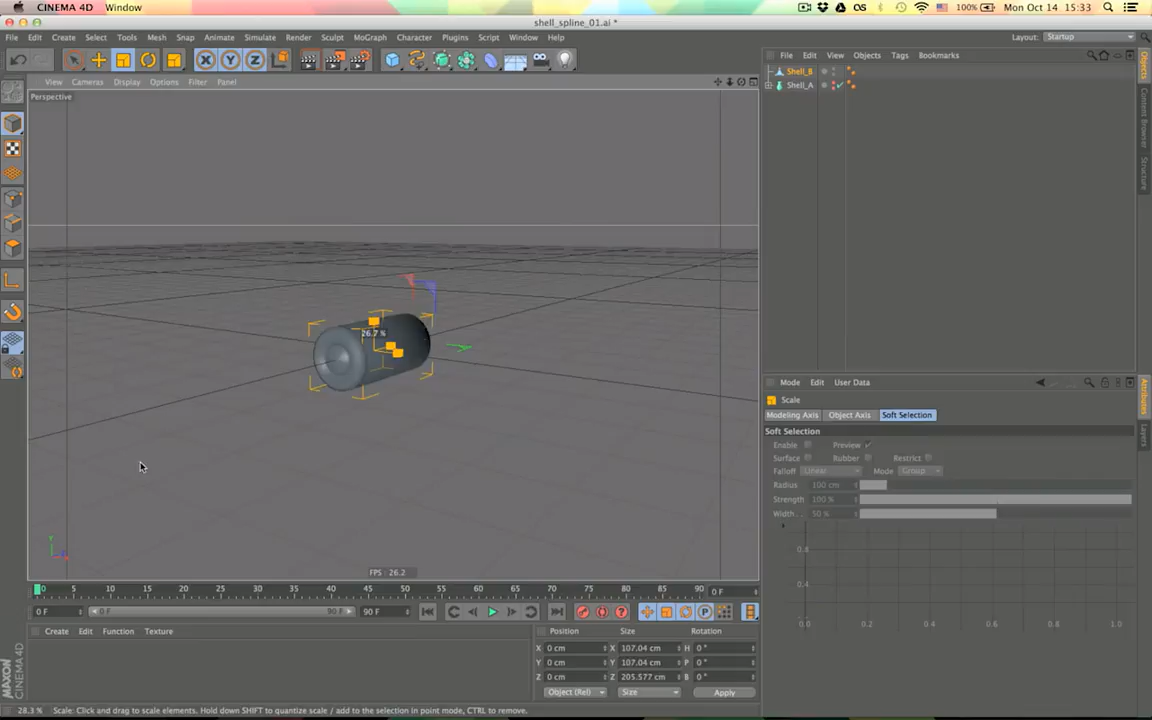 CINEMA 4D Window
100% Mon Oct 14 15:33
shell_spline_01.ai *
File Edit Create Select Tools Mesh Snap Animate Simulate Render Sculpt MoGraph Character Plugins Script Window Help
Layout: Startup
View Cameras Display Options Filter Panel
Perspective
26.7 %
Y
FPS : 26.2
File Edit View Objects Tags Bookmarks
Shell_B
Shell_A
Objects
Content Browser
Structure
Mode Edit User Data
Scale
Modeling Axis Object Axis Soft Selection
Soft Selection
Enable Preview
Surface Rubber Restrict
Falloff Linear Mode Group
Radius 100 cm
Strength 100 %
Width . . 50 %
0.8
0.4
0.0 0.2 0.4 0.6 0.8 1.0
Attributes
Layers
0 5 10 15 20 25 30 35 40 45 50 55 60 65 70 75 80 85 90 0 F
0 F 0 F 90 F 90 F
Create Edit Function Texture
Position Size Rotation
X 0 cm X 107.04 cm H 0 °
Y 0 cm Y 107.04 cm P 0 °
Z 0 cm Z 205.577 cm B 0 °
Object (Rel) Size Apply
MAXON
CINEMA 4D
28.3 % Scale: Click and drag to scale elements. Hold down SHIFT to quantize scale / add to the selection in point mode, CTRL to remove.